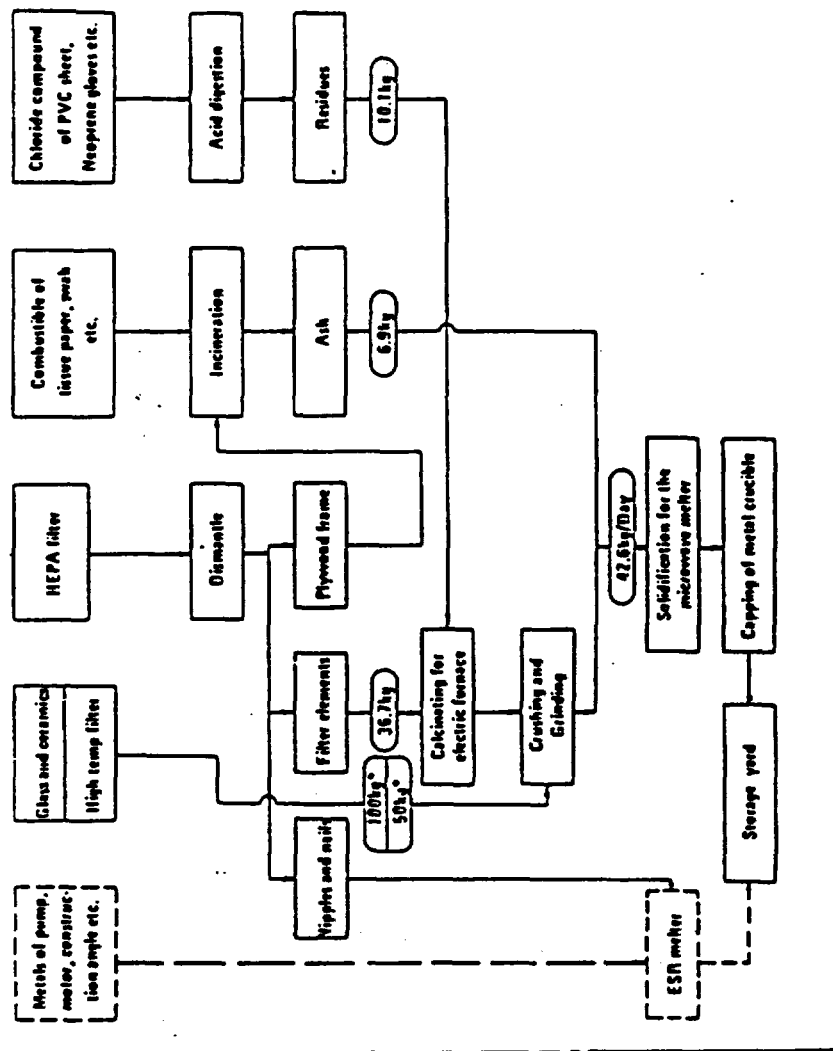 Metals of pump,
motor, construc-
tion angle etc.
Glass and ceramics
High temp filter
HEPA filter
Combustible of
tissue paper, swab
etc.
Chloride compound
of PVC sheet,
Neoprene gloves etc.
Dismantle
Incineration
Acid digestion
Nipples and nails
Filter elements
Plywood frame
Ash
Residues
100kg*
50kg*
36.7kg
6.9kg
10.1kg
Calcinating for
electric furnace
Crushing and
Grinding
42.6kg/Day
ESR melter
Solidification for the
microwave melter
Storage yard
Capping of metal crucible